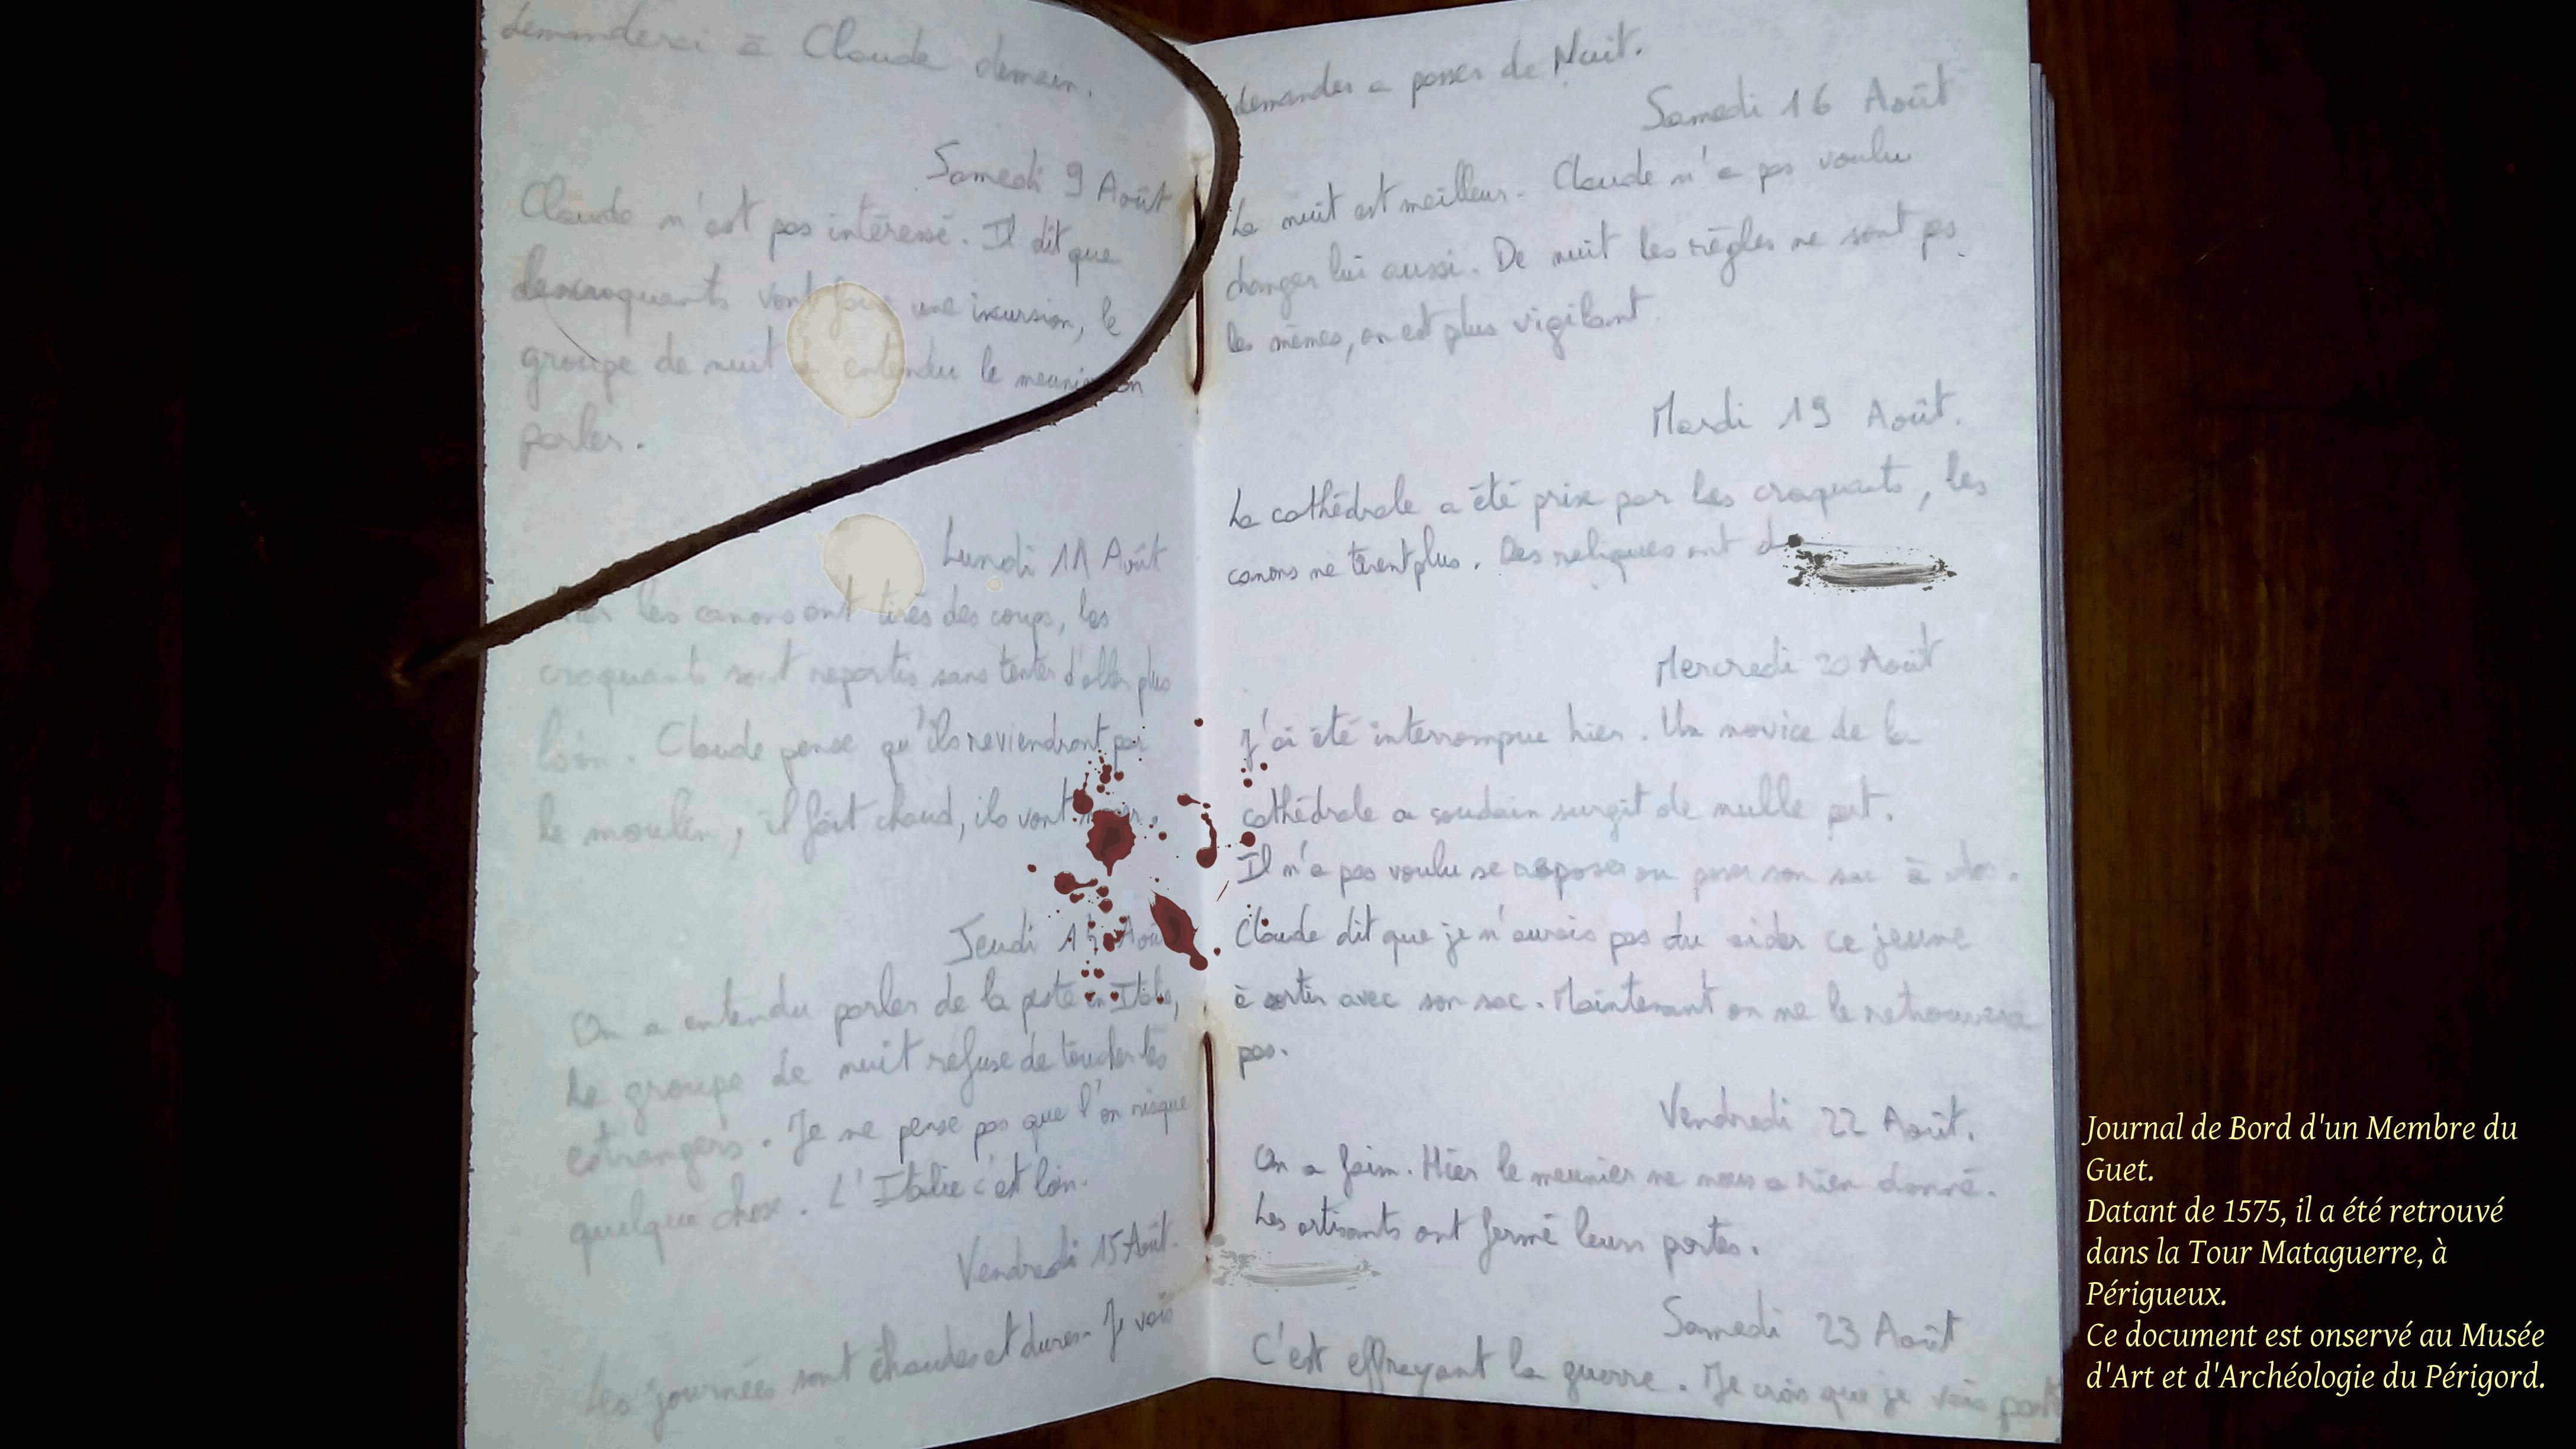 demanderai à Claude demain.
Samedi 9 Août
Claude n'est pas intéressé. Il dit que
des croquants vont faire une incursion, le
groupe de nuit a entendu le meunier en
parler.
Lundi 11 Août
Hier les canons ont tirés des coups, les
croquants sont repartis sans tenter d'aller plus
loin. Claude pense qu'ils reviendront par
le moulin, il fait chaud, ils vont
Jeudi 14 Août
On a entendu parler de la peste en Italie,
le groupe de nuit refuse de toucher les
estrangers. Je ne pense pas que l'on risque
quelque chose. L'Italie c'est loin.
Vendredi 15 Août.
Les journées sont chaudes et dures. Je vais
demander a passer de Nuit.
Samedi 16 Août
La nuit est meilleur. Claude n'a pas voulu
changer lui aussi. De nuit les règles ne sont pas
les mêmes, on est plus vigilant.
Mardi 19 Août.
La cathédrale a été prise par les croquants, les
canons ne tirent plus. Des reliques ont d
Mercredi 20 Août
J'ai été interrompue hier. Un novice de la
cathédrale a soudain surgit de nulle part.
Il n'a pas voulu se reposer ou poser son sac à dos.
Claude dit que je n'aurais pas du aider ce jeune
à sortir avec son sac. Maintenant on ne le retrouvera
pas.
Vendredi 22 Août.
On a faim. Hier le meunier ne nous a rien donné.
Les artisants ont fermé leurs portes.
Samedi 23 Août
C'est effrayant la guerre. Je crois que je vais part
Journal de Bord d'un Membre du
Guet.
Datant de 1575, il a été retrouvé
dans la Tour Mataguerre, à
Périgueux.
Ce document est onservé au Musée
d'Art et d'Archéologie du Périgord.